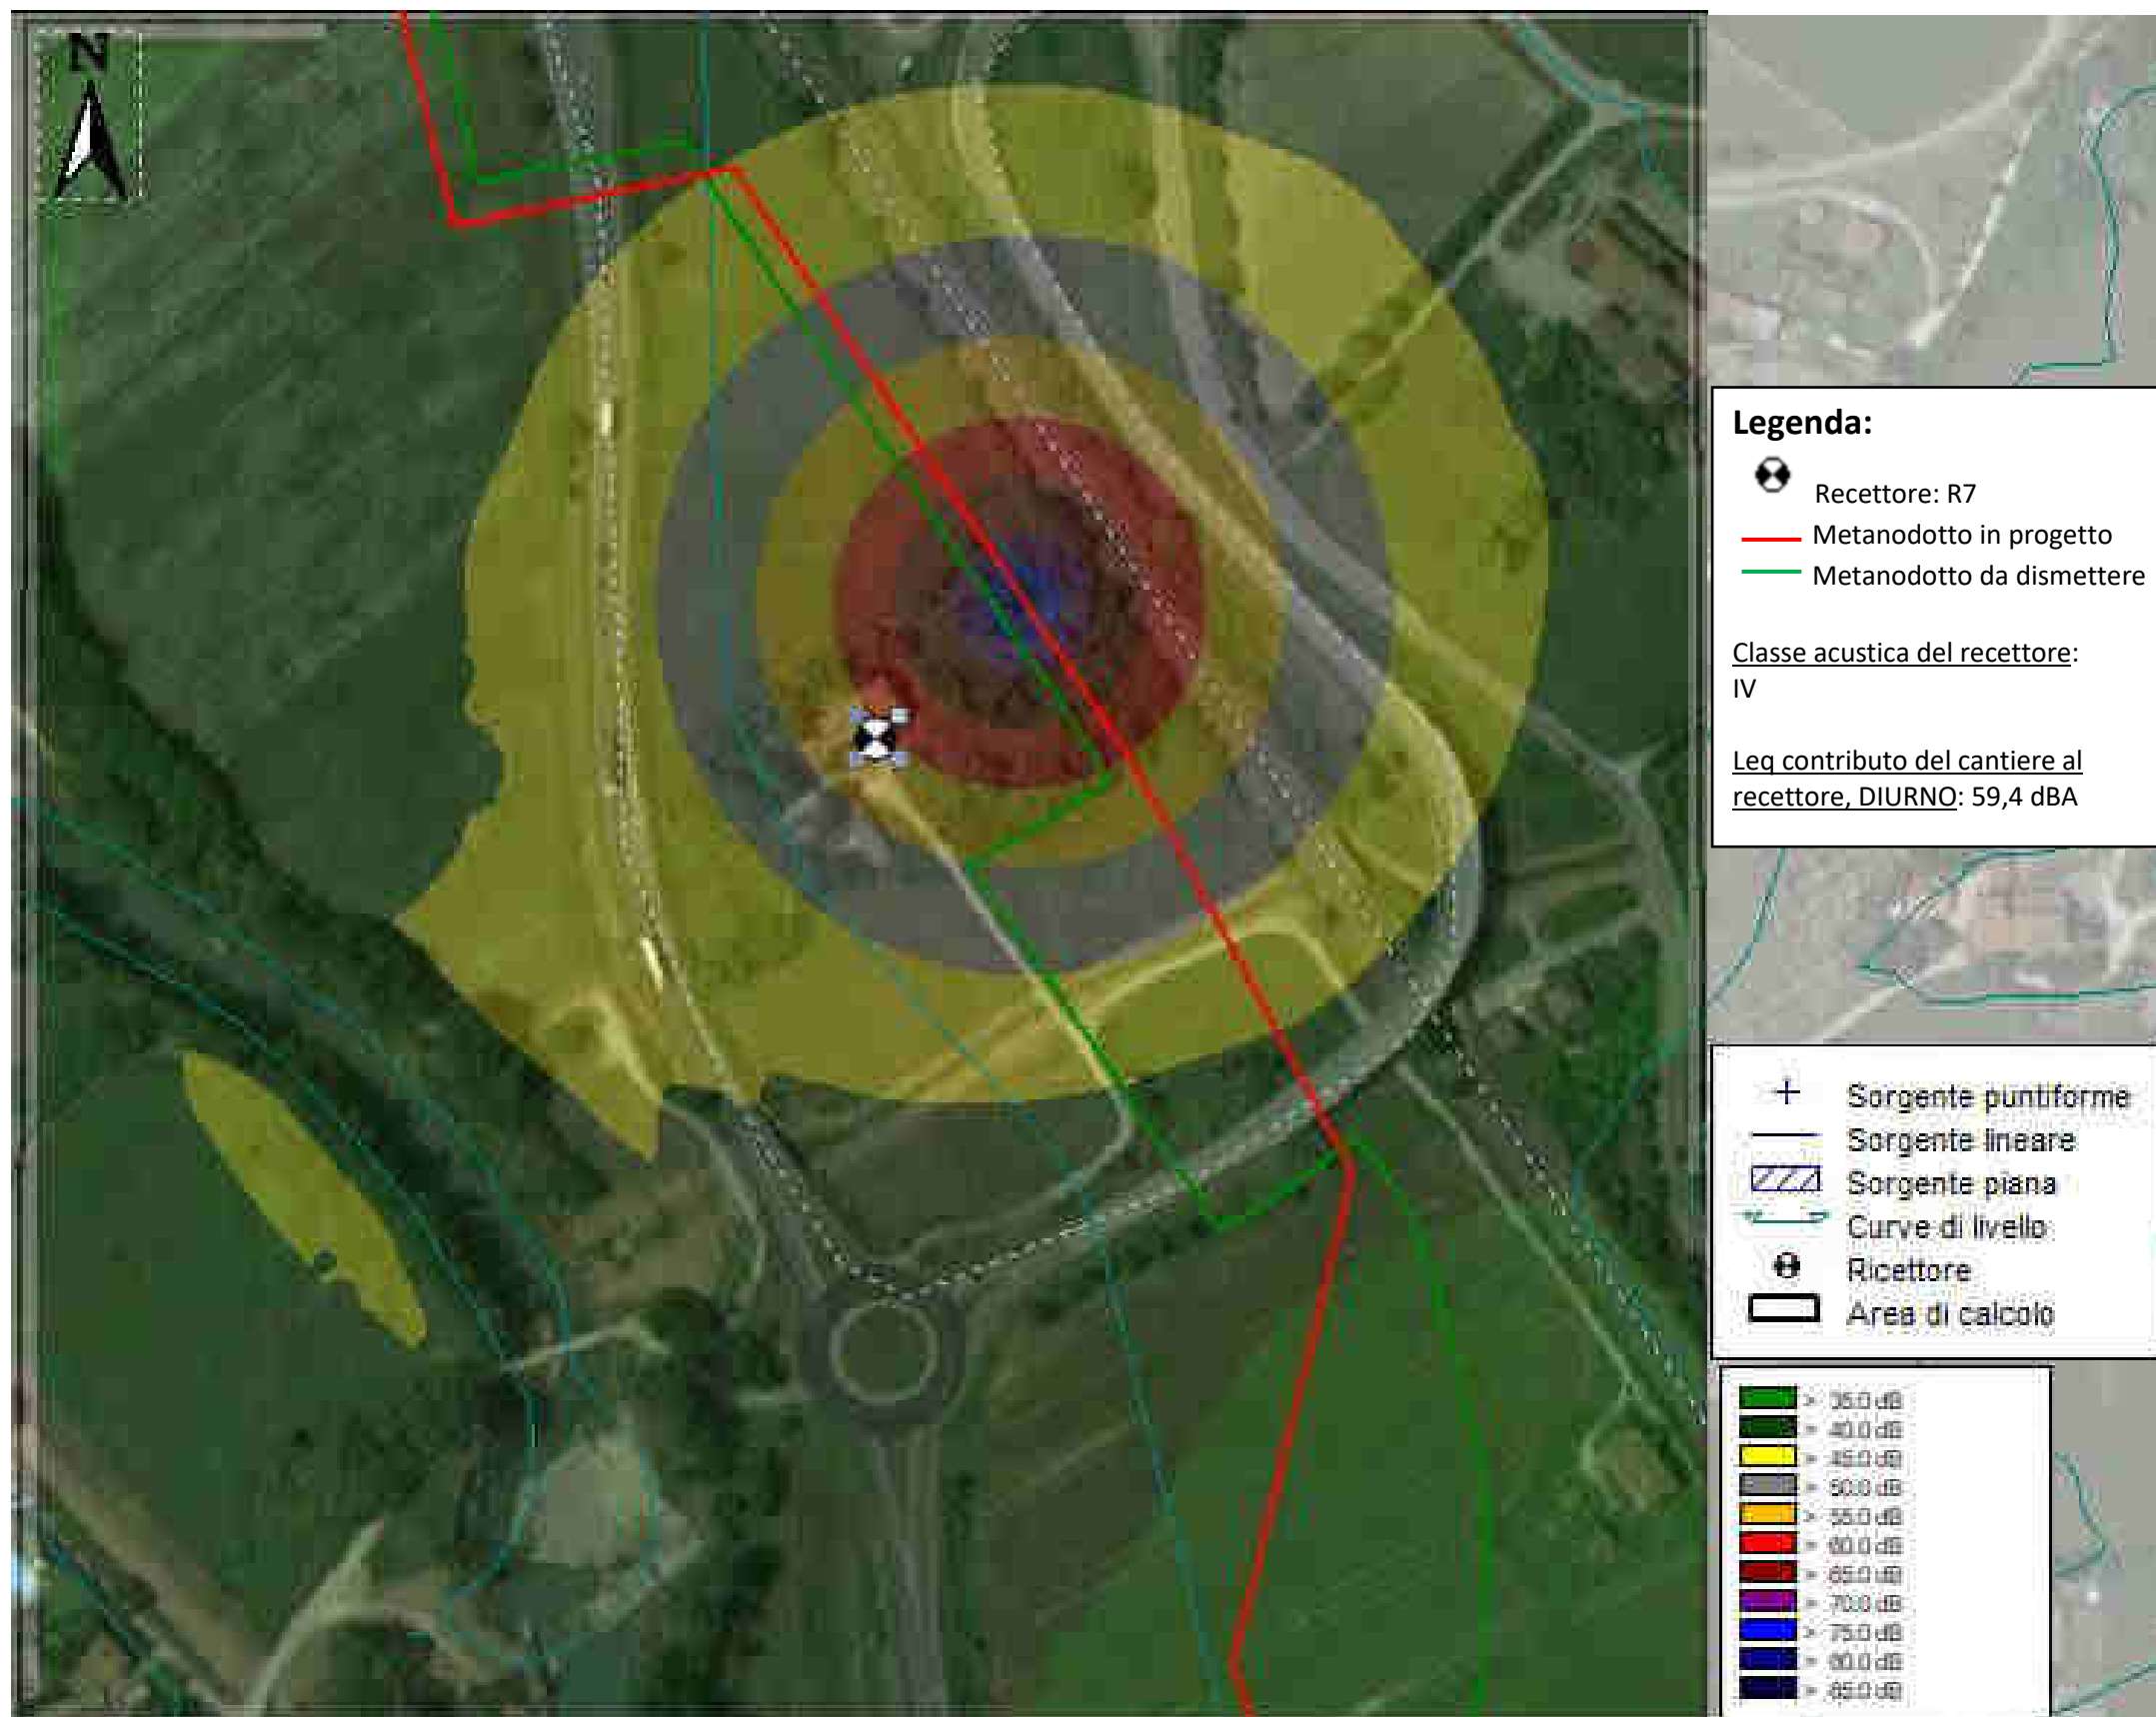 N
Legenda:
Recettore: R7
Metanodotto in progetto
Metanodotto da dismettere
Classe acustica del recettore:
IV
Leq contributo del cantiere al
recettore, DIURNO: 59,4 dBA
Sorgente puntiforme
Sorgente lineare
Sorgente piana
Curve di livello
Ricettore
Area di calcolo
> 35.0 dB
> 40.0 dB
> 45.0 dB
> 50.0 dB
> 55.0 dB
> 60.0 dB
> 65.0 dB
> 70.0 dB
> 75.0 dB
> 80.0 dB
> 85.0 dB